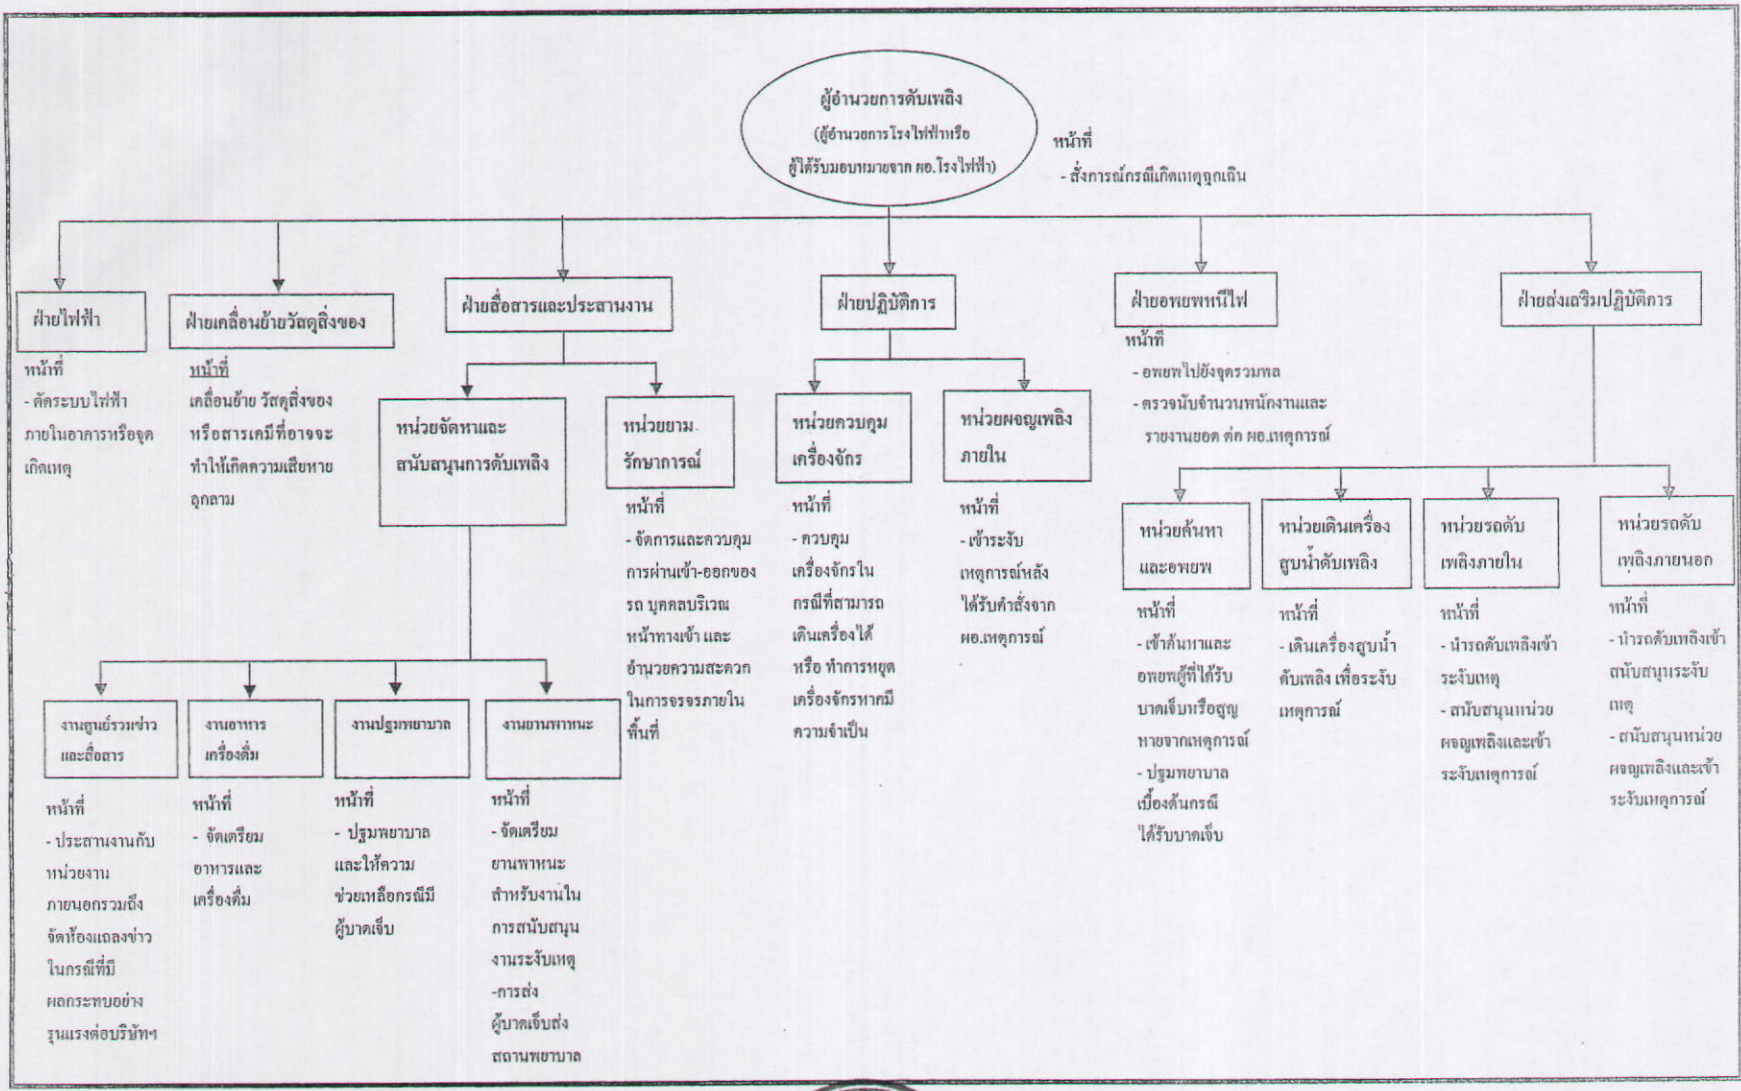 ผู้อำนวยการดับเพลิง
(ผู้อำนวยการโรงไฟฟ้าหรือ
ผู้ได้รับมอบหมายจาก ผอ.โรงไฟฟ้า)
หน้าที่
- สั่งการณ์กรณีเกิดเหตุฉุกเฉิน
ฝ่ายไฟฟ้า
หน้าที่
- ตัดระบบไฟฟ้า
ภายในอาคารหรือจุด
เกิดเหตุ
ฝ่ายเคลื่อนย้ายวัสดุสิ่งของ
หน้าที่
เคลื่อนย้าย วัสดุสิ่งของ
หรือสารเคมีที่อาจจะ
ทำให้เกิดความเสียหาย
ลุกลาม
ฝ่ายสื่อสารและประสานงาน
หน่วยจัดหาและ
สนับสนุนการดับเพลิง
หน่วยยาม
รักษาการณ์
หน้าที่
- จัดการและควบคุม
การผ่านเข้า-ออกของ
รถ บุคคลบริเวณ
หน้าทางเข้า และ
อำนวยความสะดวก
ในการจรจรภายใน
พื้นที่
ฝ่ายปฏิบัติการ
หน่วยควบคุม
เครื่องจักร
หน้าที่
- ควบคุม
เครื่องจักรใน
กรณีที่สามารถ
เดินเครื่องได้
หรือ ทำการหยุด
เครื่องจักรหากมี
ความจำเป็น
หน่วยผจญเพลิง
ภายใน
หน้าที่
- เข้าระงับ
เหตุการณ์หลัง
ได้รับคำสั่งจาก
ผอ.เหตุการณ์
ฝ่ายอพยพหนีไฟ
หน้าที่
- อพยพไปยังจุดรวมพล
- ตรวจนับจำนวนพนักงานและ
รายงานยอด ต่อ ผอ.เหตุการณ์
ฝ่ายส่งเสริมปฏิบัติการ
หน่วยค้นหา
และอพยพ
หน้าที่
- เข้าค้นหาและ
อพยพผู้ที่ได้รับ
บาดเจ็บหรือสูญ
หายจากเหตุการณ์
- ปฐมพยาบาล
เบื้องต้นกรณี
ได้รับบาดเจ็บ
หน่วยเดินเครื่อง
สูบน้ำดับเพลิง
หน้าที่
- เดินเครื่องสูบน้ำ
ดับเพลิง เพื่อระงับ
เหตุการณ์
หน่วยรถดับ
เพลิงภายใน
หน้าที่
- นำรถดับเพลิงเข้า
ระงับเหตุ
- สนับสนุนหน่วย
ผจญเพลิงและเข้า
ระงับเหตุการณ์
หน่วยรถดับ
เพลิงภายนอก
หน้าที่
- นำรถดับเพลิงเข้า
สนับสนุนระงับ
เหตุ
- สนับสนุนหน่วย
ผจญเพลิงและเข้า
ระงับเหตุการณ์
งานศูนย์รวมข่าว
และสื่อสาร
หน้าที่
- ประสานงานกับ
หน่วยงาน
ภายนอกรวมถึง
จัดห้องแถลงข่าว
ในกรณีที่มี
ผลกระทบอย่าง
รุนแรงต่อบริษัทฯ
งานอาหาร
เครื่องดื่ม
หน้าที่
- จัดเตรียม
อาหารและ
เครื่องดื่ม
งานปฐมพยาบาล
หน้าที่
- ปฐมพยาบาล
และให้ความ
ช่วยเหลือกรณีมี
ผู้บาดเจ็บ
งานยานพาหนะ
หน้าที่
- จัดเตรียม
ยานพาหนะ
สำหรับงานใน
การสนับสนุน
งานระงับเหตุ
-การส่ง
ผู้บาดเจ็บส่ง
สถานพยาบาล